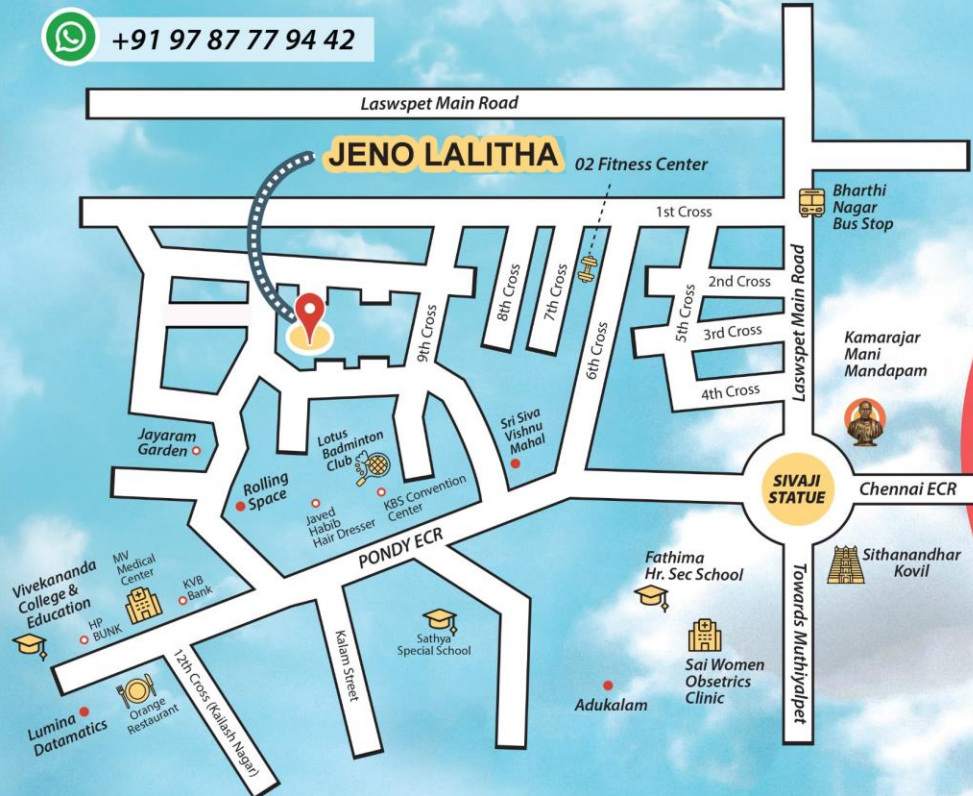 +91 97 87 77 94 42
Laswspet Main Road
JENO LALITHA
02 Fitness Center
1st Cross
Bharthi
Nagar
Bus Stop
2nd Cross
8th Cross
7th Cross
9th Cross
6th Cross
5th Cross
3rd Cross
4th Cross
Laswspet Main Road
Kamarajar
Mani
Mandapam
Jayaram
Garden
Lotus
Badminton
Club
Sri Siva
Vishnu
Mahal
Rolling
Space
Javed
Habib
Hair Dresser
KBS Convention
Center
SIVAJI
STATUE
Chennai ECR
PONDY ECR
Vivekananda
College &
Education
MV
Medical
Center
KVB
Bank
HP
BUNK
Fathima
Hr. Sec School
Sithanandhar
Kovil
Towards Muthiyalpet
Kalam Street
Sathya
Special School
Sai Women
Obsetrics
Clinic
Adukalam
12th Cross (Kailash Nagar)
Orange
Restaurant
Lumina
Datamatics